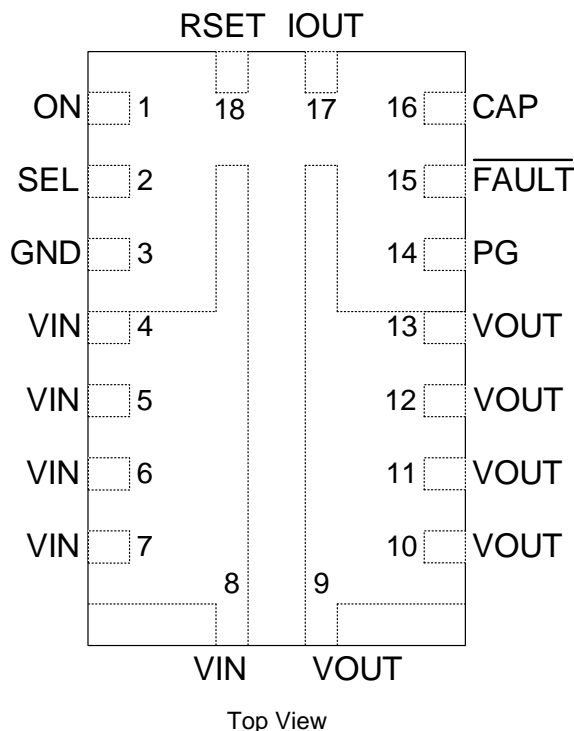 RSET IOUT
ON 1 18 17 16 CAP
SEL 2 15 FAULT
GND 3 14 PG
VIN 4 13 VOUT
VIN 5 12 VOUT
VIN 6 11 VOUT
VIN 7 10 VOUT
8 9
VIN VOUT
Top View